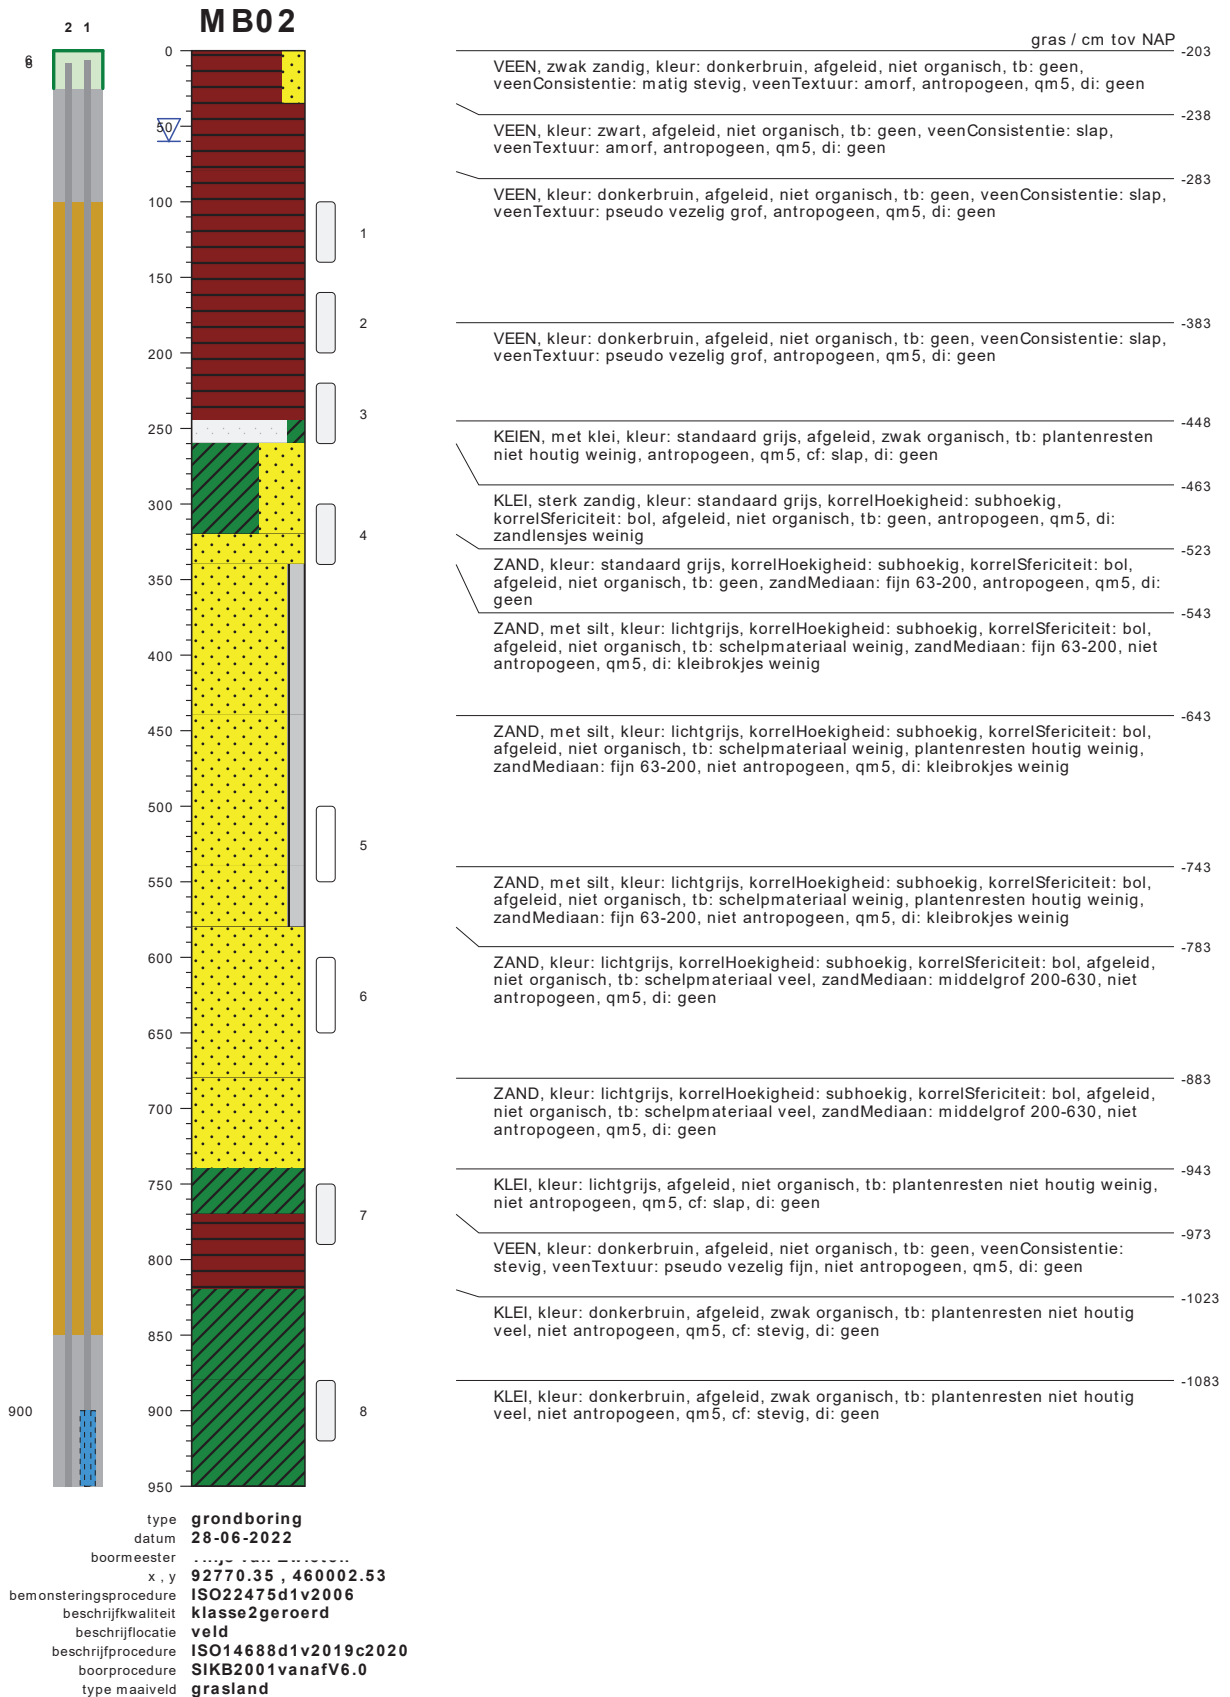 MB02
2 1
gras / cm tov NAP
6
8
0
50
100
150
200
250
300
350
400
450
500
550
600
650
700
750
800
850
900
950
900
1
2
3
4
5
6
7
8
-203
VEEN, zwak zandig, kleur: donkerbruin, afgeleid, niet organisch, tb: geen,
veenConsistentie: matig stevig, veenTextuur: amorf, antropogeen, qm5, di: geen
-238
VEEN, kleur: zwart, afgeleid, niet organisch, tb: geen, veenConsistentie: slap,
veenTextuur: amorf, antropogeen, qm5, di: geen
-283
VEEN, kleur: donkerbruin, afgeleid, niet organisch, tb: geen, veenConsistentie: slap,
veenTextuur: pseudo vezelig grof, antropogeen, qm5, di: geen
-383
VEEN, kleur: donkerbruin, afgeleid, niet organisch, tb: geen, veenConsistentie: slap,
veenTextuur: pseudo vezelig grof, antropogeen, qm5, di: geen
-448
KEIEN, met klei, kleur: standaard grijs, afgeleid, zwak organisch, tb: plantenresten
niet houtig weinig, antropogeen, qm5, cf: slap, di: geen
-463
KLEI, sterk zandig, kleur: standaard grijs, korrelHoekigheid: subhoekig,
korrelSfericiteit: bol, afgeleid, niet organisch, tb: geen, antropogeen, qm5, di:
zandlensjes weinig
-523
ZAND, kleur: standaard grijs, korrelHoekigheid: subhoekig, korrelSfericiteit: bol,
afgeleid, niet organisch, tb: geen, zandMediaan: fijn 63-200, antropogeen, qm5, di:
geen
-543
ZAND, met silt, kleur: lichtgrijs, korrelHoekigheid: subhoekig, korrelSfericiteit: bol,
afgeleid, niet organisch, tb: schelpmateriaal weinig, zandMediaan: fijn 63-200, niet
antropogeen, qm5, di: kleibrokjes weinig
-643
ZAND, met silt, kleur: lichtgrijs, korrelHoekigheid: subhoekig, korrelSfericiteit: bol,
afgeleid, niet organisch, tb: schelpmateriaal weinig, plantenresten houtig weinig,
zandMediaan: fijn 63-200, niet antropogeen, qm5, di: kleibrokjes weinig
-743
ZAND, met silt, kleur: lichtgrijs, korrelHoekigheid: subhoekig, korrelSfericiteit: bol,
afgeleid, niet organisch, tb: schelpmateriaal weinig, plantenresten houtig weinig,
zandMediaan: fijn 63-200, niet antropogeen, qm5, di: kleibrokjes weinig
-783
ZAND, kleur: lichtgrijs, korrelHoekigheid: subhoekig, korrelSfericiteit: bol, afgeleid,
niet organisch, tb: schelpmateriaal veel, zandMediaan: middelgrof 200-630, niet
antropogeen, qm5, di: geen
-883
ZAND, kleur: lichtgrijs, korrelHoekigheid: subhoekig, korrelSfericiteit: bol, afgeleid,
niet organisch, tb: schelpmateriaal veel, zandMediaan: middelgrof 200-630, niet
antropogeen, qm5, di: geen
-943
KLEI, kleur: lichtgrijs, afgeleid, niet organisch, tb: plantenresten niet houtig weinig,
niet antropogeen, qm5, cf: slap, di: geen
-973
VEEN, kleur: donkerbruin, afgeleid, niet organisch, tb: geen, veenConsistentie:
stevig, veenTextuur: pseudo vezelig fijn, niet antropogeen, qm5, di: geen
-1023
KLEI, kleur: donkerbruin, afgeleid, zwak organisch, tb: plantenresten niet houtig
veel, niet antropogeen, qm5, cf: stevig, di: geen
-1083
KLEI, kleur: donkerbruin, afgeleid, zwak organisch, tb: plantenresten niet houtig
veel, niet antropogeen, qm5, cf: stevig, di: geen
type grondboring
datum 28-06-2022
boormeester
x , y 92770.35 , 460002.53
bemonsteringsprocedure ISO22475d1v2006
beschrijfkwaliteit klasse2geroerd
beschrijflocatie veld
beschrijfprocedure ISO14688d1v2019c2020
boorprocedure SIKB2001vanafV6.0
type maaiveld grasland